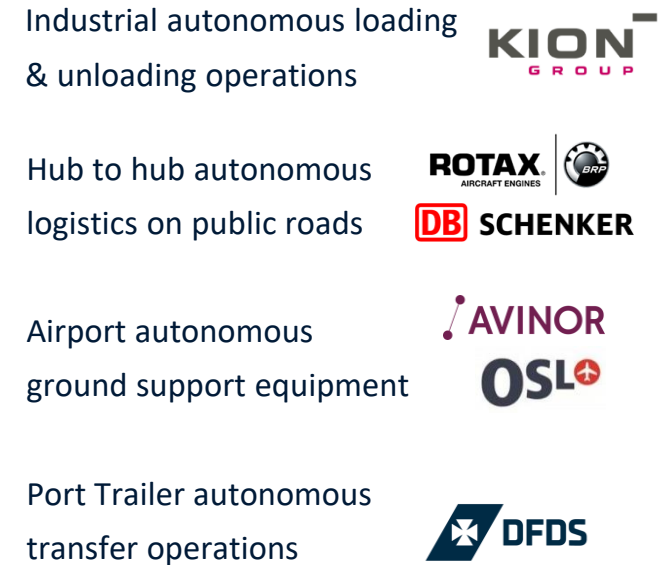 Industrial autonomous loading
& unloading operations
KION
GROUP
Hub to hub autonomous
logistics on public roads
ROTAX
AIRCRAFT ENGINES
BRP
DB SCHENKER
Airport autonomous
ground support equipment
AVINOR
OSL
Port Trailer autonomous
transfer operations
DFDS